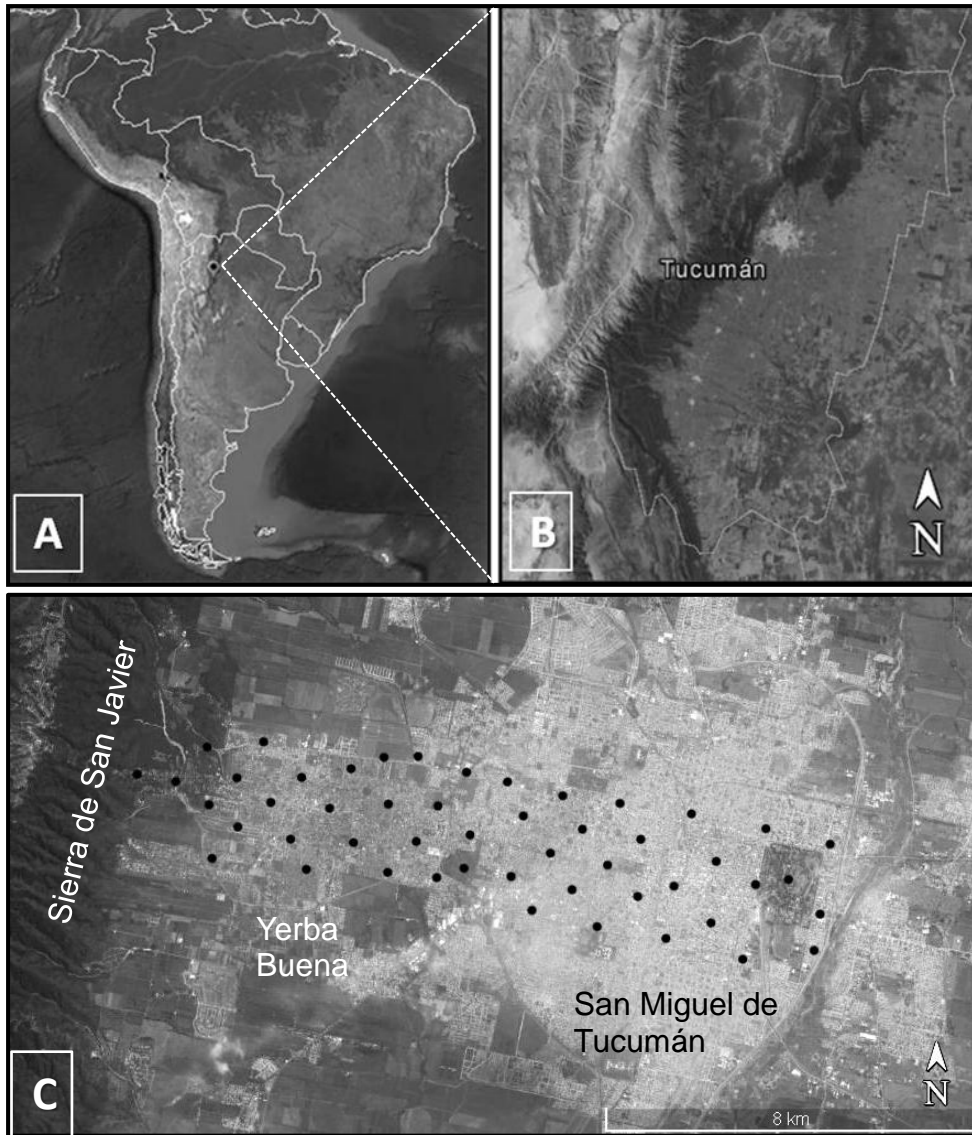 A
Tucumán
B
N
Sierra de San Javier
Yerba
Buena
San Miguel de
Tucumán
C
N
8 km